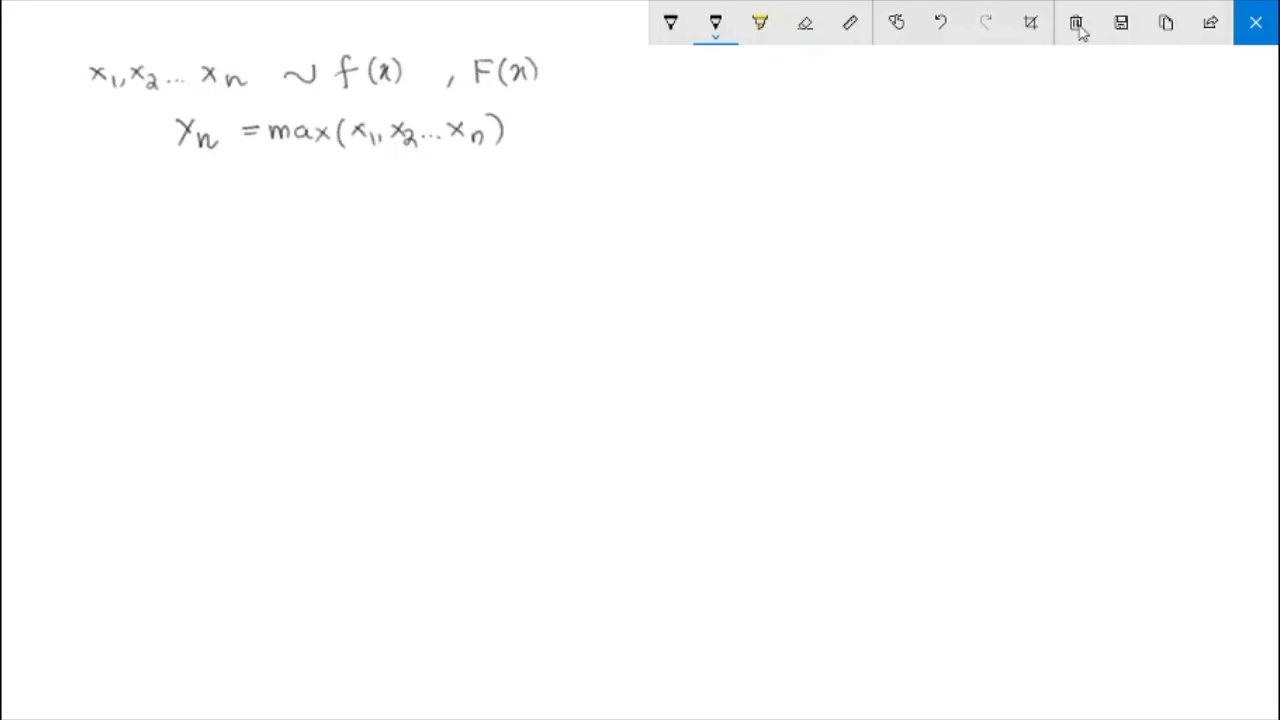 x₁,x₂... xₙ ~ f(x) , F(x)
Yₙ = max(x₁,x₂...xₙ)